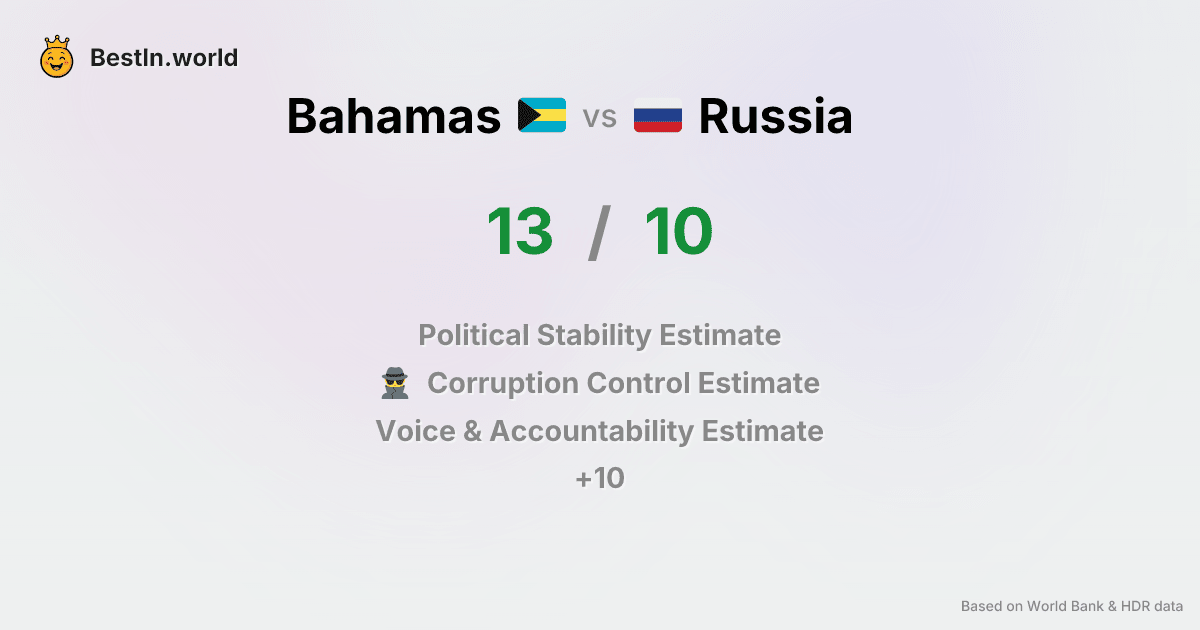 BestIn.world
Bahamas vs Russia
13 / 10
Political Stability Estimate
Corruption Control Estimate
Voice & Accountability Estimate
+10
Based on World Bank & HDR data